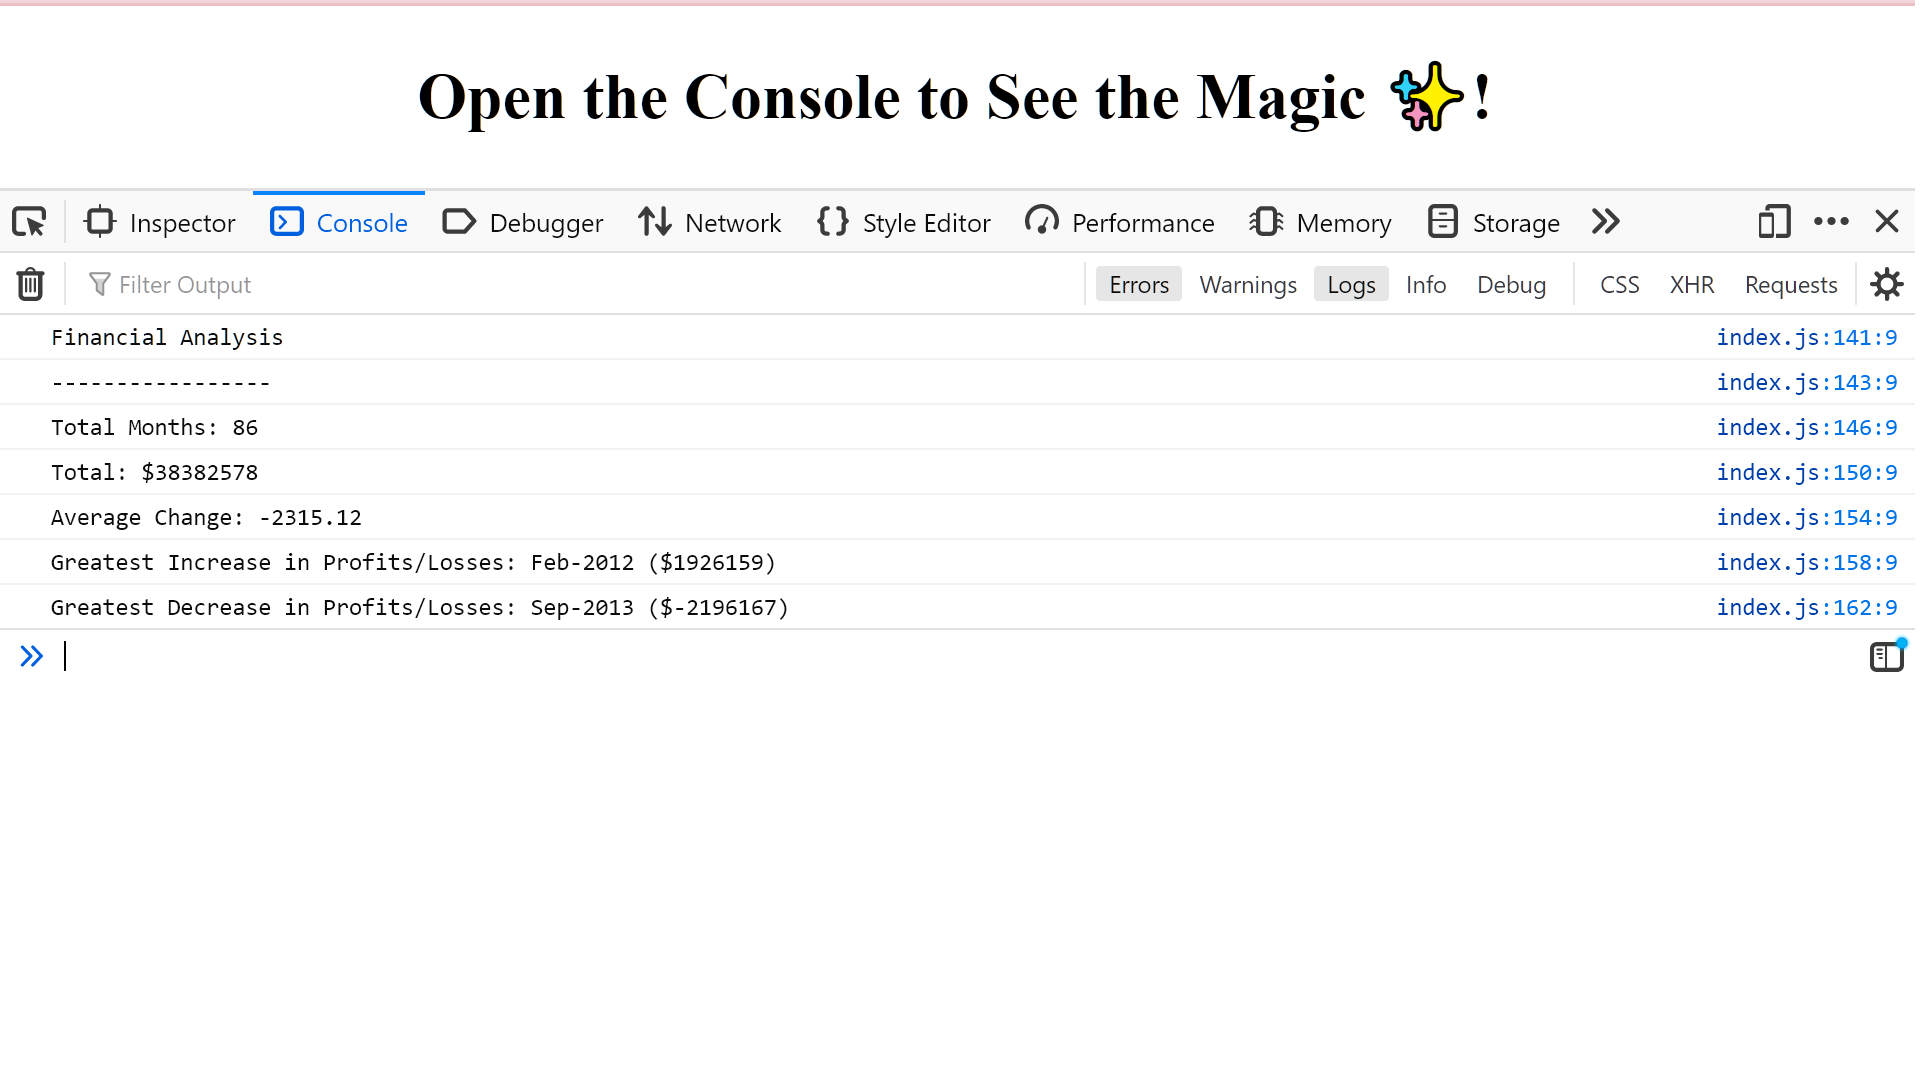 Open the Console to See the Magic ✨!
Inspector Console Debugger Network Style Editor Performance Memory Storage
Filter Output Errors Warnings Logs Info Debug CSS XHR Requests
Financial Analysis index.js:141:9
----------------- index.js:143:9
Total Months: 86 index.js:146:9
Total: $38382578 index.js:150:9
Average Change: -2315.12 index.js:154:9
Greatest Increase in Profits/Losses: Feb-2012 ($1926159) index.js:158:9
Greatest Decrease in Profits/Losses: Sep-2013 ($-2196167) index.js:162:9